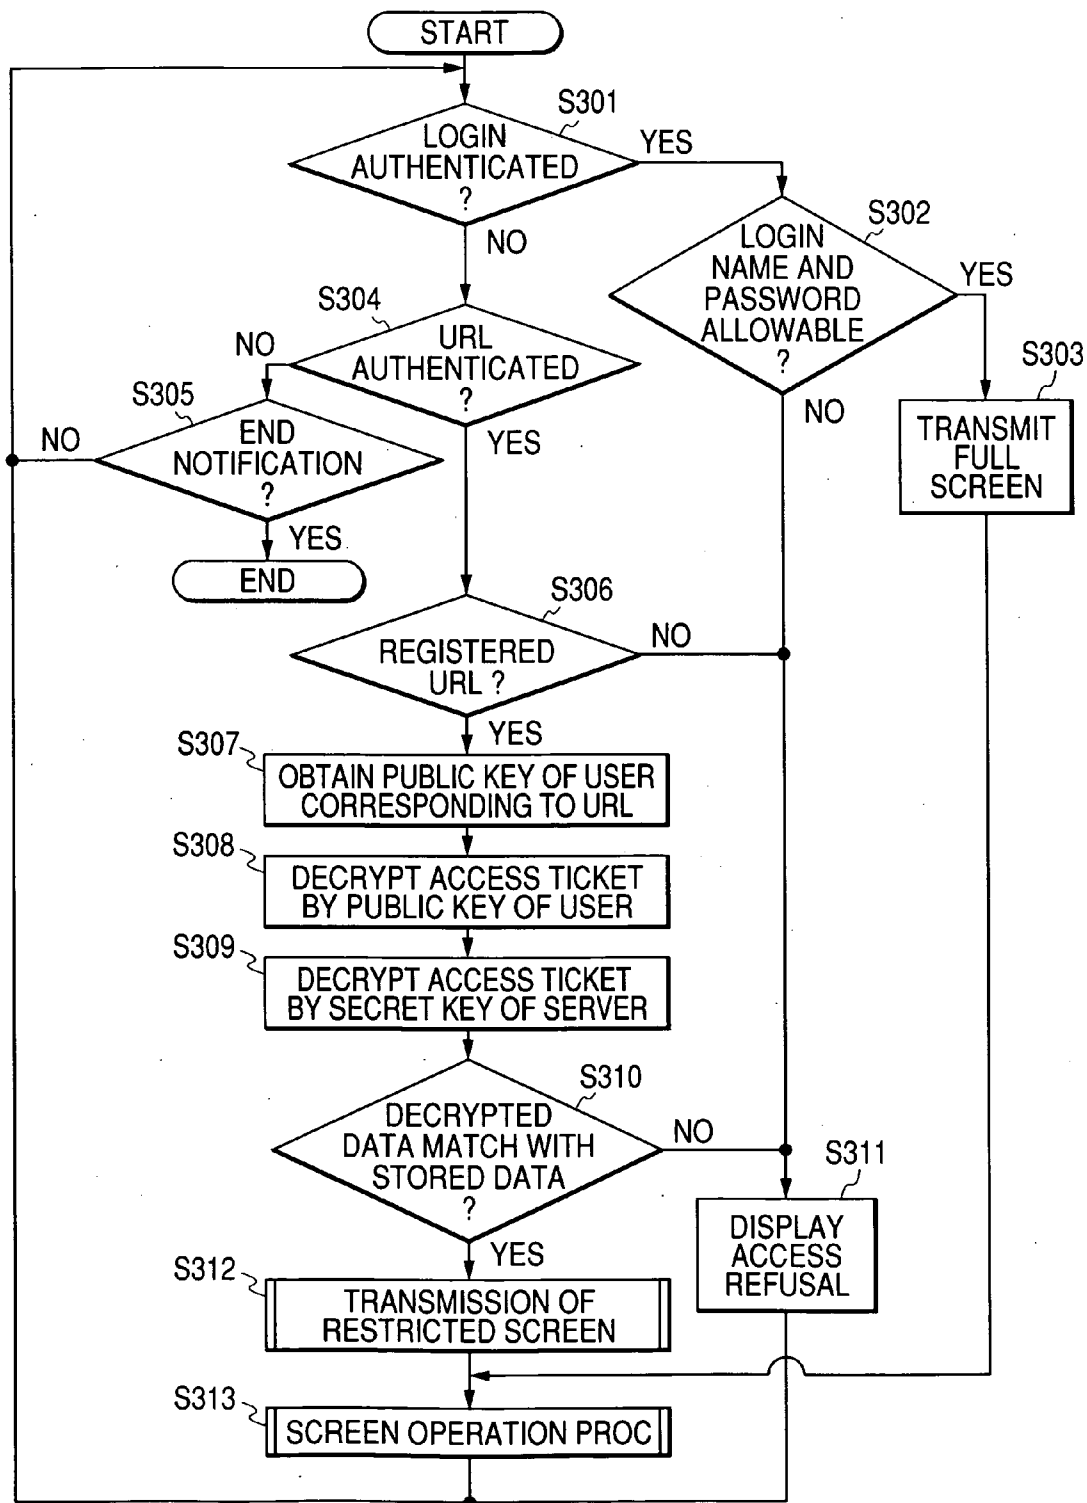 START
S301
LOGIN
AUTHENTICATED
?
YES
NO
S302
LOGIN
NAME AND
PASSWORD
ALLOWABLE
?
YES
NO
S303
TRANSMIT
FULL
SCREEN
S304
URL
AUTHENTICATED
?
NO
YES
S305
END
NOTIFICATION
?
NO
YES
END
S306
REGISTERED
URL ?
NO
YES
S307
OBTAIN PUBLIC KEY OF USER
CORRESPONDING TO URL
S308
DECRYPT ACCESS TICKET
BY PUBLIC KEY OF USER
S309
DECRYPT ACCESS TICKET
BY SECRET KEY OF SERVER
S310
DECRYPTED
DATA MATCH WITH
STORED DATA
?
NO
YES
S311
DISPLAY
ACCESS
REFUSAL
S312
TRANSMISSION OF
RESTRICTED SCREEN
S313
SCREEN OPERATION PROC